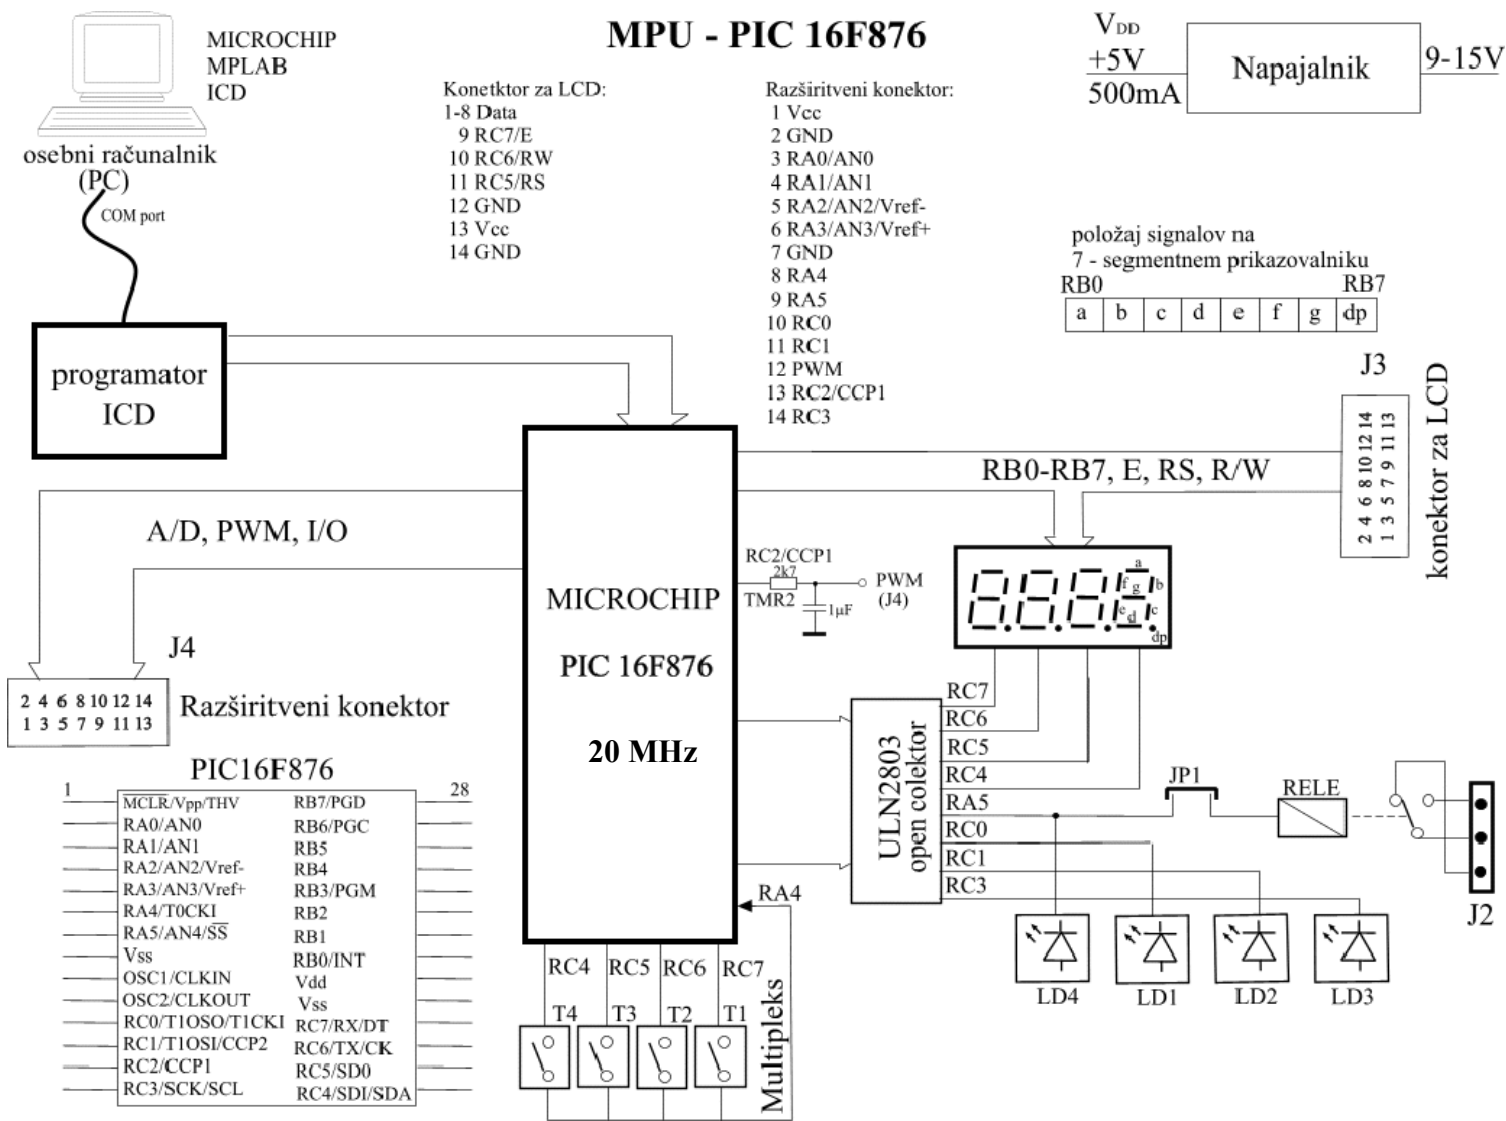 MPU - PIC 16F876
MICROCHIP
MPLAB
ICD
osebni računalnik
(PC)
COM port
programator
ICD
Konetktor za LCD:
1-8 Data
9 RC7/E
10 RC6/RW
11 RC5/RS
12 GND
13 Vcc
14 GND
Razširitveni konektor:
1 Vcc
2 GND
3 RA0/AN0
4 RA1/AN1
5 RA2/AN2/Vref-
6 RA3/AN3/Vref+
7 GND
8 RA4
9 RA5
10 RC0
11 RC1
12 PWM
13 RC2/CCP1
14 RC3
VDD
+5V
500mA
Napajalnik
9-15V
položaj signalov na
7 - segmentnem prikazovalniku
RB0 RB7
a b c d e f g dp
J3
2 4 6 8 10 12 14
1 3 5 7 9 11 13
konektor za LCD
RB0-RB7, E, RS, R/W
A/D, PWM, I/O
J4
2 4 6 8 10 12 14
1 3 5 7 9 11 13
Razširitveni konektor
MICROCHIP
PIC 16F876
20 MHz
RC2/CCP1
2k7
TMR2
1µF
PWM
(J4)
a
f g b
e d c
dp
ULN2803
open colektor
RC7
RC6
RC5
RC4
RA5
RC0
RC1
RC3
JP1
RELE
J2
LD4
LD1
LD2
LD3
RA4
RC4 RC5 RC6 RC7
T4 T3 T2 T1
Multipleks
PIC16F876
1 28
MCLR/Vpp/THV RB7/PGD
RA0/AN0 RB6/PGC
RA1/AN1 RB5
RA2/AN2/Vref- RB4
RA3/AN3/Vref+ RB3/PGM
RA4/T0CKI RB2
RA5/AN4/SS RB1
Vss RB0/INT
OSC1/CLKIN Vdd
OSC2/CLKOUT Vss
RC0/T1OSO/T1CKI RC7/RX/DT
RC1/T1OSI/CCP2 RC6/TX/CK
RC2/CCP1 RC5/SD0
RC3/SCK/SCL RC4/SDI/SDA